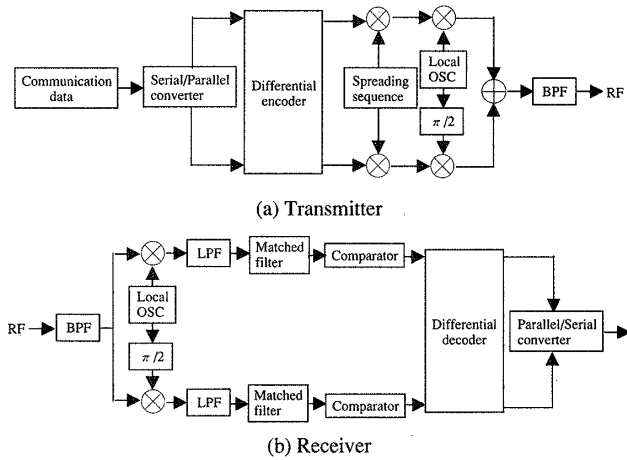 Communication
data
Serial/Parallel
converter
Differential
encoder
Spreading
sequence
Local
OSC
π/2
BPF
RF
(a) Transmitter
RF
BPF
Local
OSC
π/2
LPF
Matched
filter
Comparator
LPF
Matched
filter
Comparator
Differential
decoder
Parallel/Serial
converter
(b) Receiver